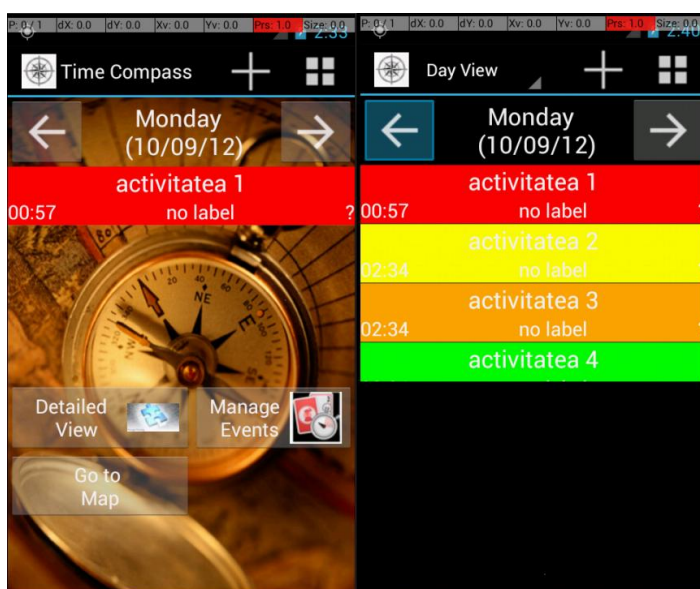 P: 0 / 1 dX: 0.0 dY: 0.0 Xv: 0.0 Yv: 0.0 Prs: 1.0 Size: 0.0
2:33
Time Compass
Monday
(10/09/12)
activitatea 1
00:57 no label ?
Detailed
View
Manage
Events
Go to
Map
P: 0 / 1 dX: 0.0 dY: 0.0 Xv: 0.0 Yv: 0.0 Prs: 1.0 Size: 0.0
2:40
Day View
Monday
(10/09/12)
activitatea 1
00:57 no label
activitatea 2
02:34 no label
activitatea 3
02:34 no label
activitatea 4